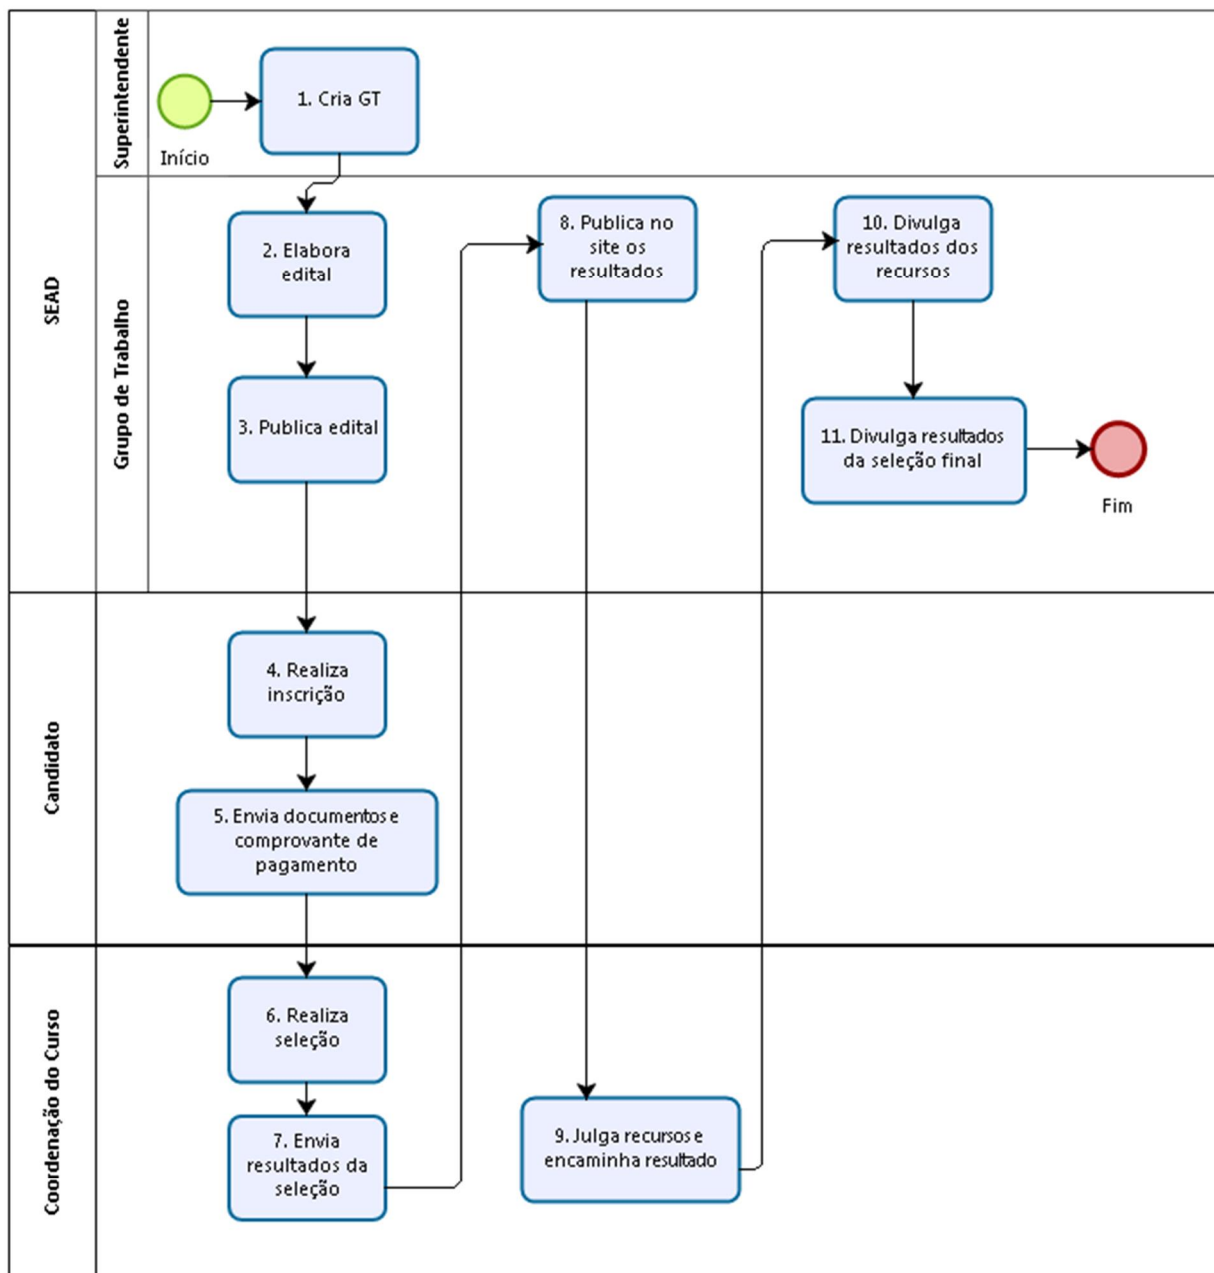 SEAD
Superintendente
Início
1. Cria GT
Grupo de Trabalho
2. Elabora
edital
3. Publica edital
8. Publica no
site os
resultados
10. Divulga
resultados dos
recursos
11. Divulga resultados
da seleção final
Fim
Candidato
4. Realiza
inscrição
5. Envia documentos e
comprovante de
pagamento
Coordenação do Curso
6. Realiza
seleção
7. Envia
resultados da
seleção
9. Julga recursos e
encaminha resultado